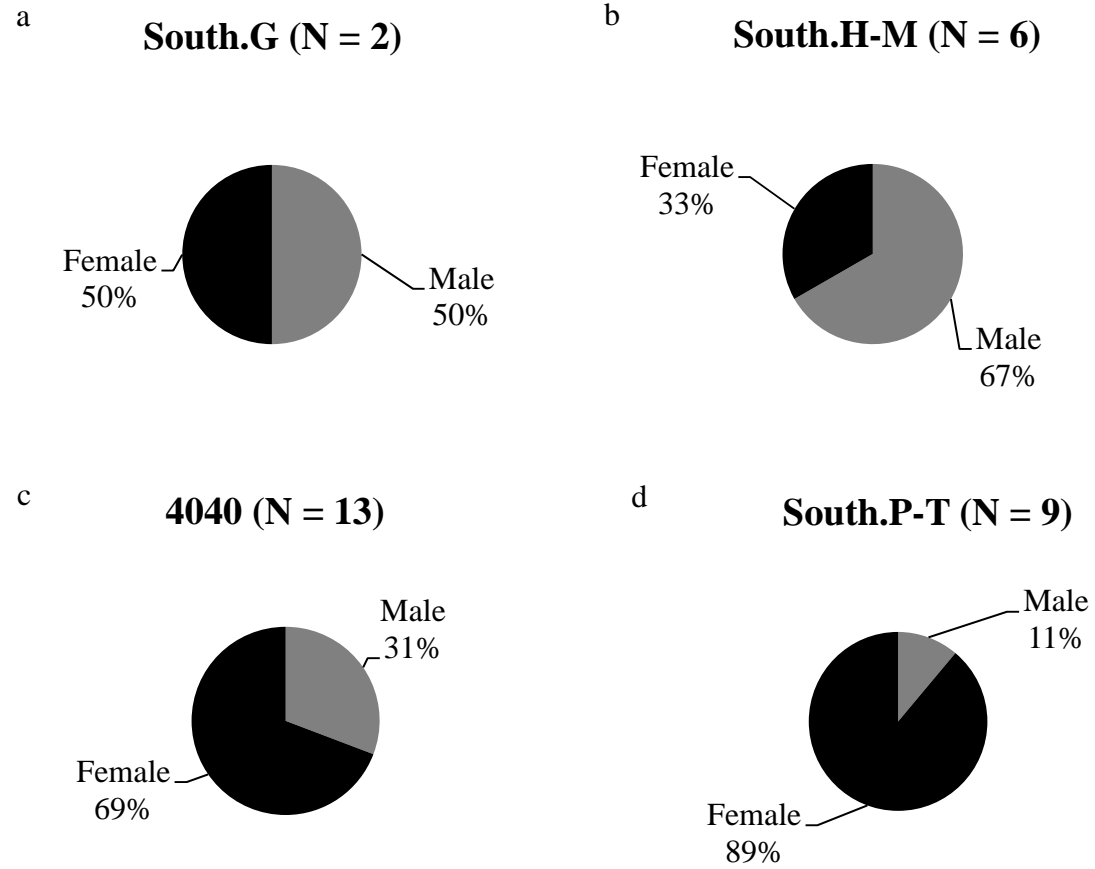 a
South.G (N = 2)
Female
50%
Male
50%
b
South.H-M (N = 6)
Female
33%
Male
67%
c
4040 (N = 13)
Male
31%
Female
69%
d
South.P-T (N = 9)
Male
11%
Female
89%